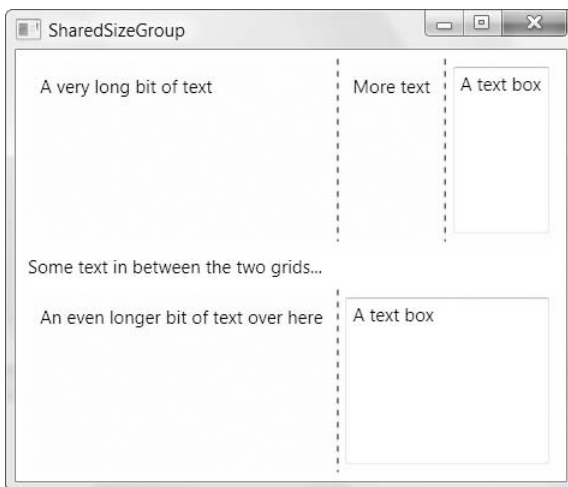 SharedSizeGroup
A very long bit of text
More text
A text box
Some text in between the two grids...
An even longer bit of text over here
A text box